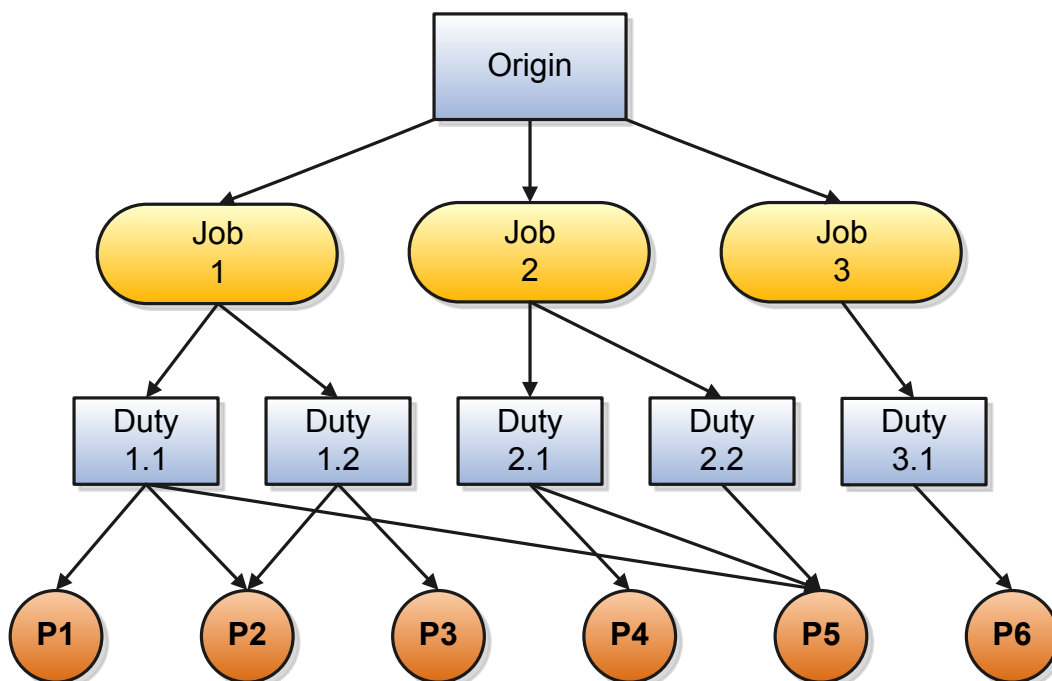 Origin
Job
1
Job
2
Job
3
Duty
1.1
Duty
1.2
Duty
2.1
Duty
2.2
Duty
3.1
P1
P2
P3
P4
P5
P6